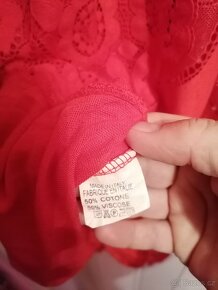 MADE IN ITALY
FABRIQUE EN ITALIE
50% COTONE
50% VISCOSE